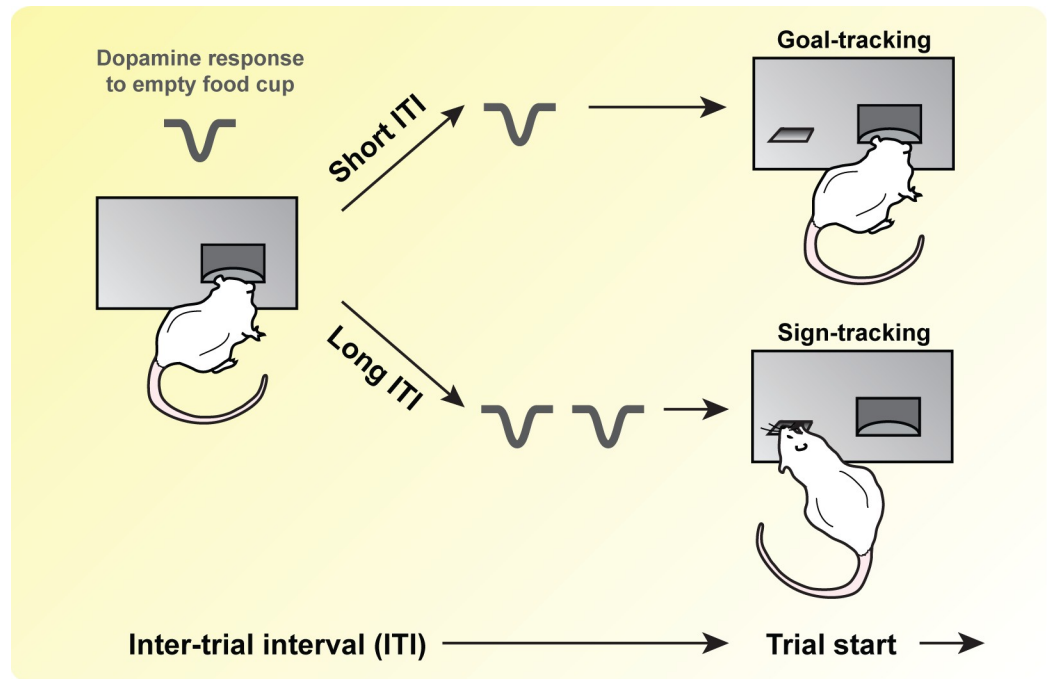 Dopamine response
to empty food cup
Short ITI
Goal-tracking
Long ITI
Sign-tracking
Inter-trial interval (ITI)
Trial start